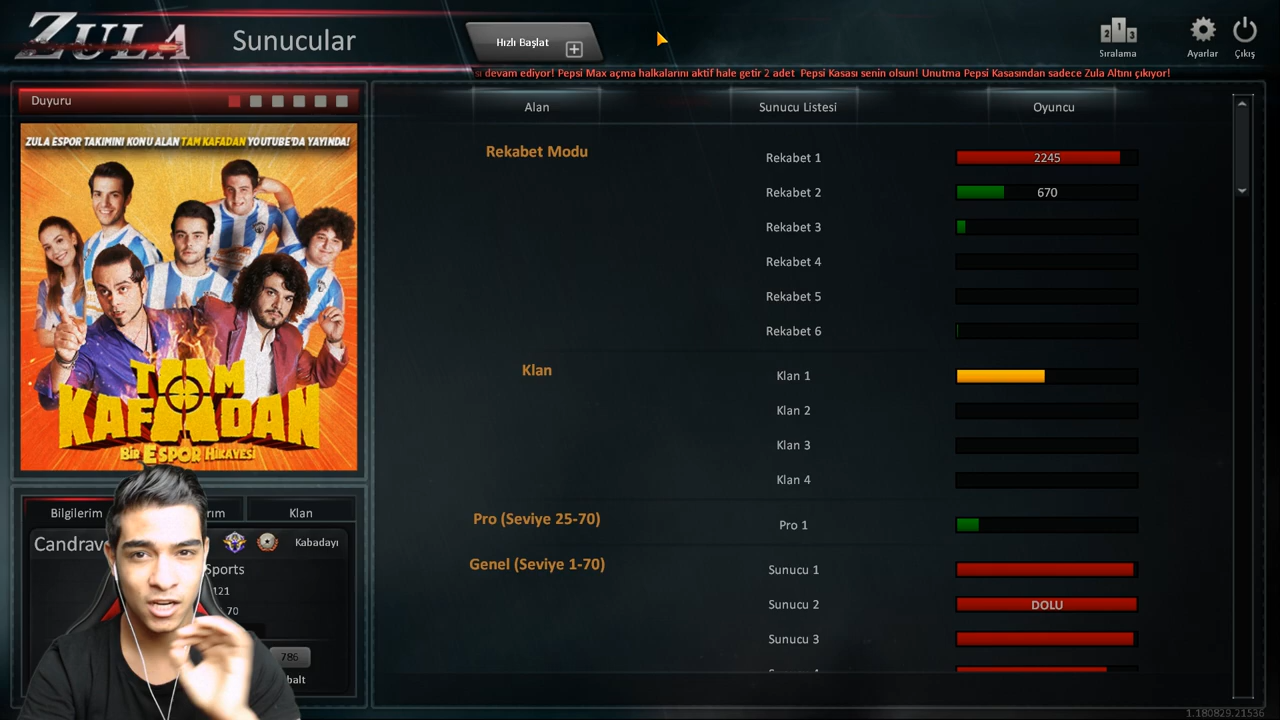 ZULA
Sunucular
Hızlı Başlat
Sıralama
Ayarlar
Çıkış
devam ediyor! Pepsi Max açma halkalarını aktif hale getir 2 adet Pepsi Kasası senin olsun! Unutma Pepsi Kasasından sadece Zula Altını çıkıyor!
Duyuru
ZULA ESPOR TAKIMINI KONU ALAN TAM KAFADAN YOUTUBE'DA YAYINDA!
TAM
KAFADAN
BİR ESPOR HİKAYESİ
Alan
Sunucu Listesi
Oyuncu
Rekabet Modu
Rekabet 1
2245
Rekabet 2
670
Rekabet 3
Rekabet 4
Rekabet 5
Rekabet 6
Klan
Klan 1
Klan 2
Klan 3
Klan 4
Pro (Seviye 25-70)
Pro 1
Genel (Seviye 1-70)
Sunucu 1
Sunucu 2
DOLU
Sunucu 3
Bilgilerim
Klan
Kabadayı
Sports
121
70
786
1.180829.21536